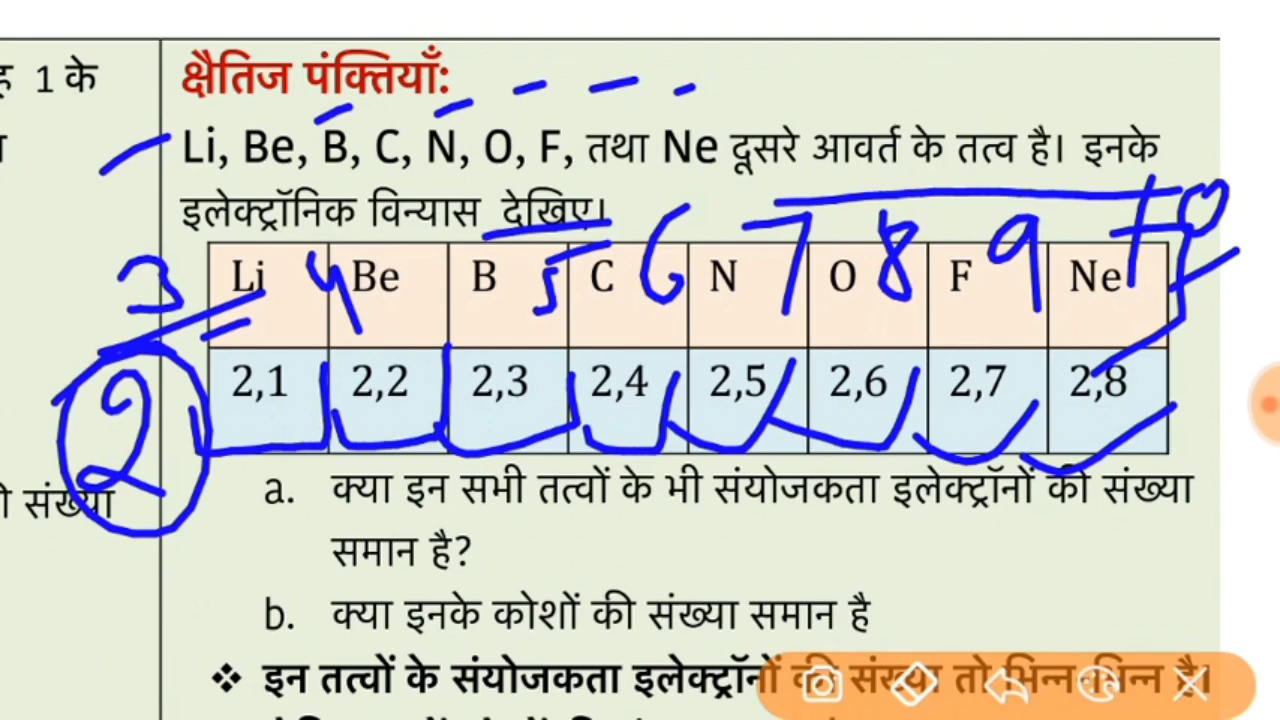 ह 1 के
क्षैतिज पंक्तियाँ:
Li, Be, B, C, N, O, F, तथा Ne दूसरे आवर्त के तत्व है। इनके
इलेक्ट्रॉनिक विन्यास देखिए।
3 4 5 6 7 8 9 10
Li Be B C N O F Ne
2,1 2,2 2,3 2,4 2,5 2,6 2,7 2,8
2
संख्या
a. क्या इन सभी तत्वों के भी संयोजकता इलेक्ट्रॉनों की संख्या
समान है?
b. क्या इनके कोशों की संख्या समान है
❖ इन तत्वों के संयोजकता इलेक्ट्रॉनों की संख्या तो भिन्न-भिन्न है।